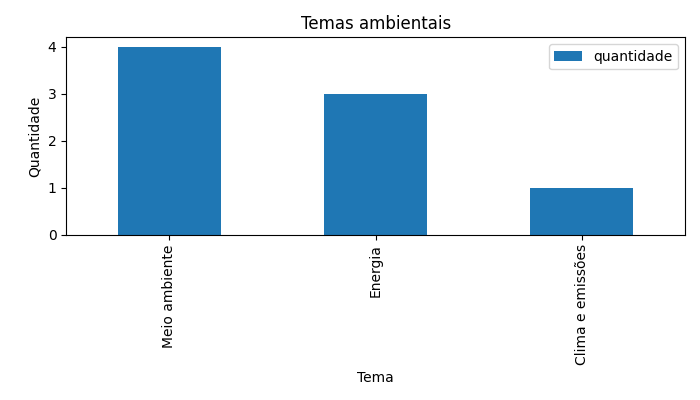 Temas ambientais
quantidade
Quantidade
4
3
2
1
0
Meio ambiente
Energia
Clima e emissões
Tema